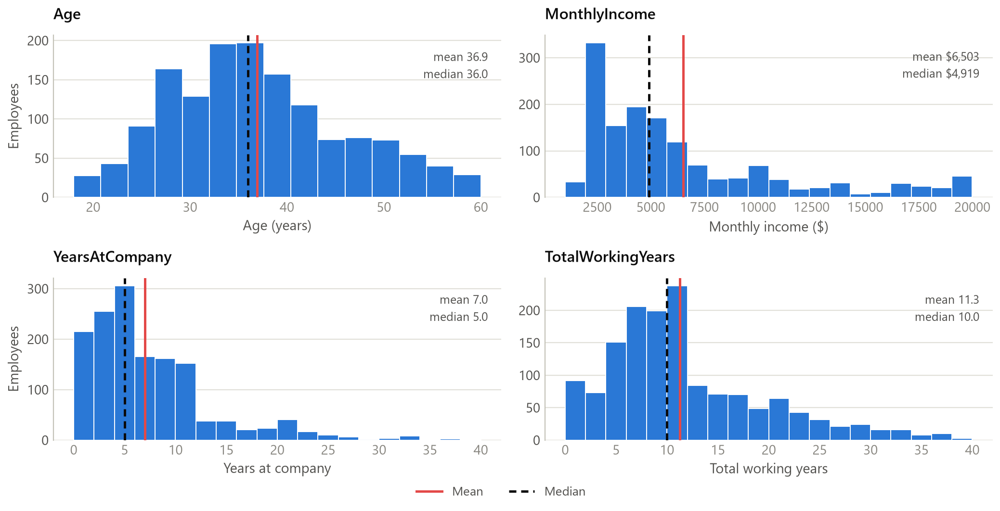 Age
200
150
100
50
0
Employees
mean 36.9
median 36.0
20 30 40 50 60
Age (years)
MonthlyIncome
300
200
100
0
mean $6,503
median $4,919
2500 5000 7500 10000 12500 15000 17500 20000
Monthly income ($)
YearsAtCompany
300
200
100
0
Employees
mean 7.0
median 5.0
0 5 10 15 20 25 30 35 40
Years at company
TotalWorkingYears
200
150
100
50
0
mean 11.3
median 10.0
0 5 10 15 20 25 30 35 40
Total working years
Mean Median